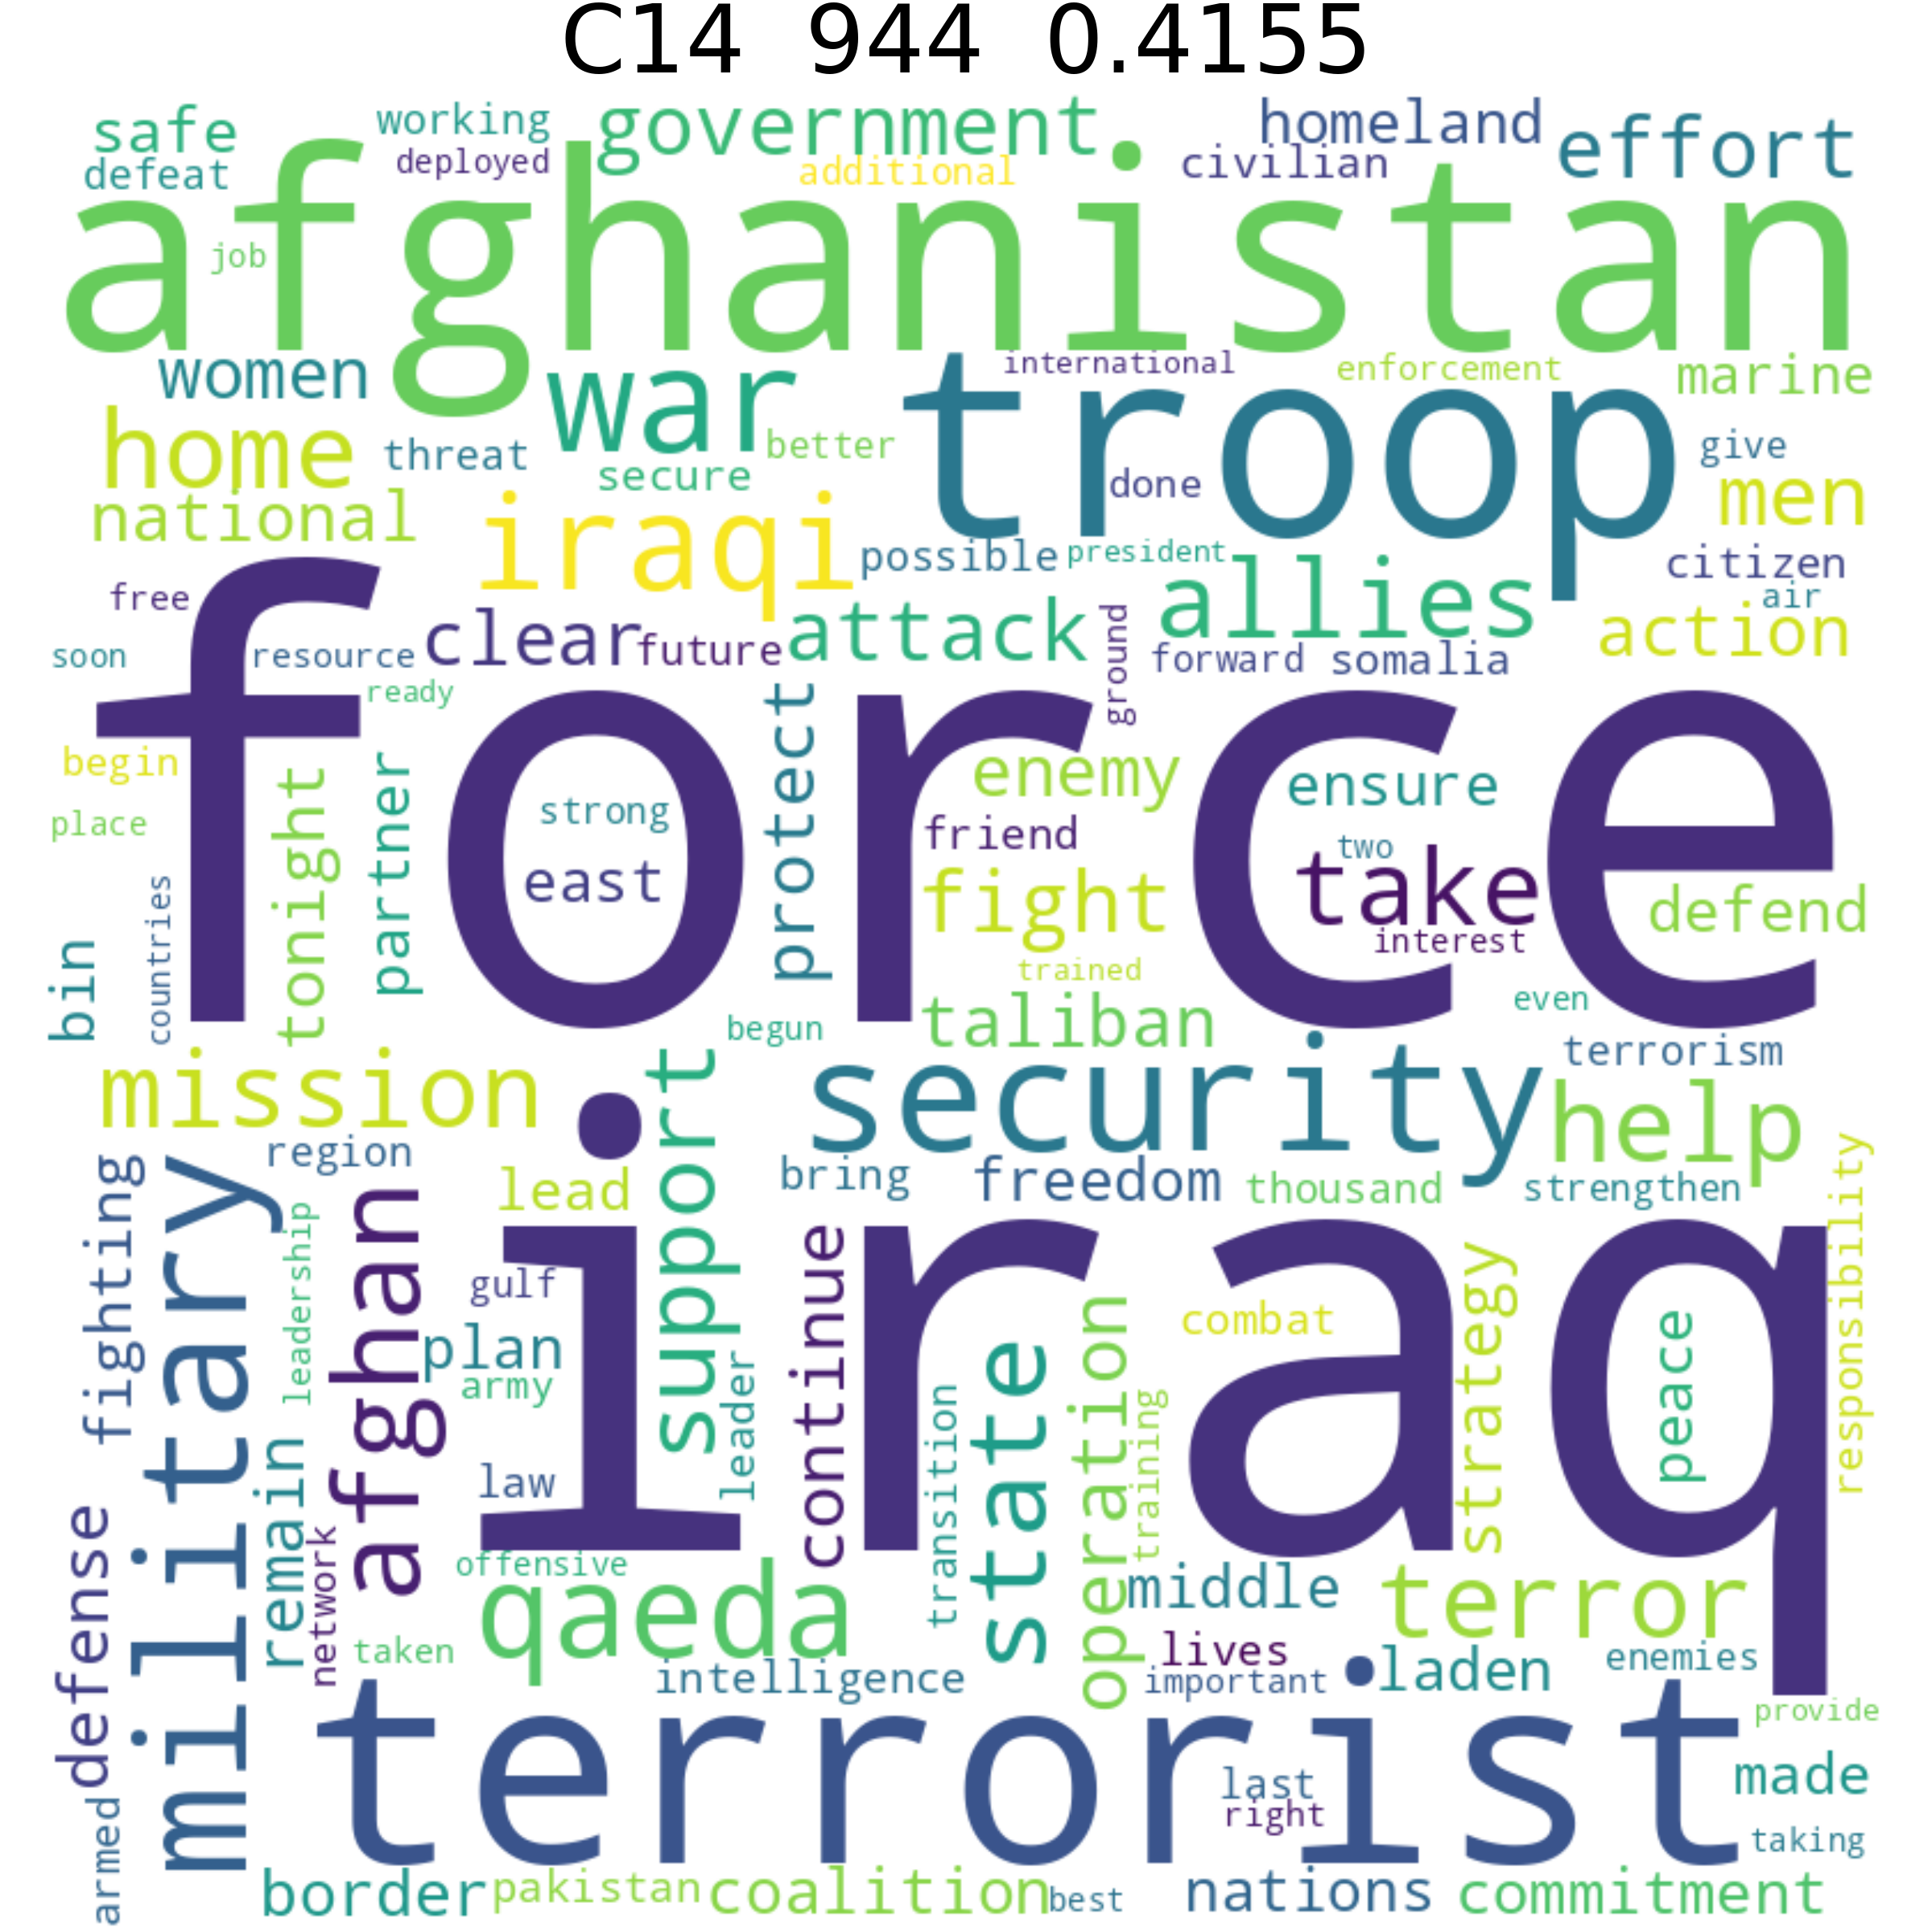 C14 944 0.4155
safe
working
government
homeland
effort
defeat
deployed
additional
civilian
afghanistan
job
women
war
international
enforcement
marine
troop
home
threat
better
secure
done
give
men
national
iraqi
possible
president
allies
citizen
air
action
free
clear
future
attack
ground
forward
somalia
soon
resource
ready
force
begin
tonight
partner
protect
enemy
ensure
place
strong
friend
two
east
fight
take
defend
interest
bin
countries
trained
even
begun
taliban
terrorism
mission
support
security
help
region
lead
bring
freedom
thousand
strengthen
responsibility
fighting
military
leadership
afghan
iraq
gulf
continue
combat
strategy
peace
plan
army
leader
transition
state
operation
training
law
defense
remain
network
offensive
qaeda
middle
terror
taken
intelligence
lives
important
laden
enemies
terrorist
provide
last
right
made
taking
armed
border
pakistan
coalition
best
nations
commitment